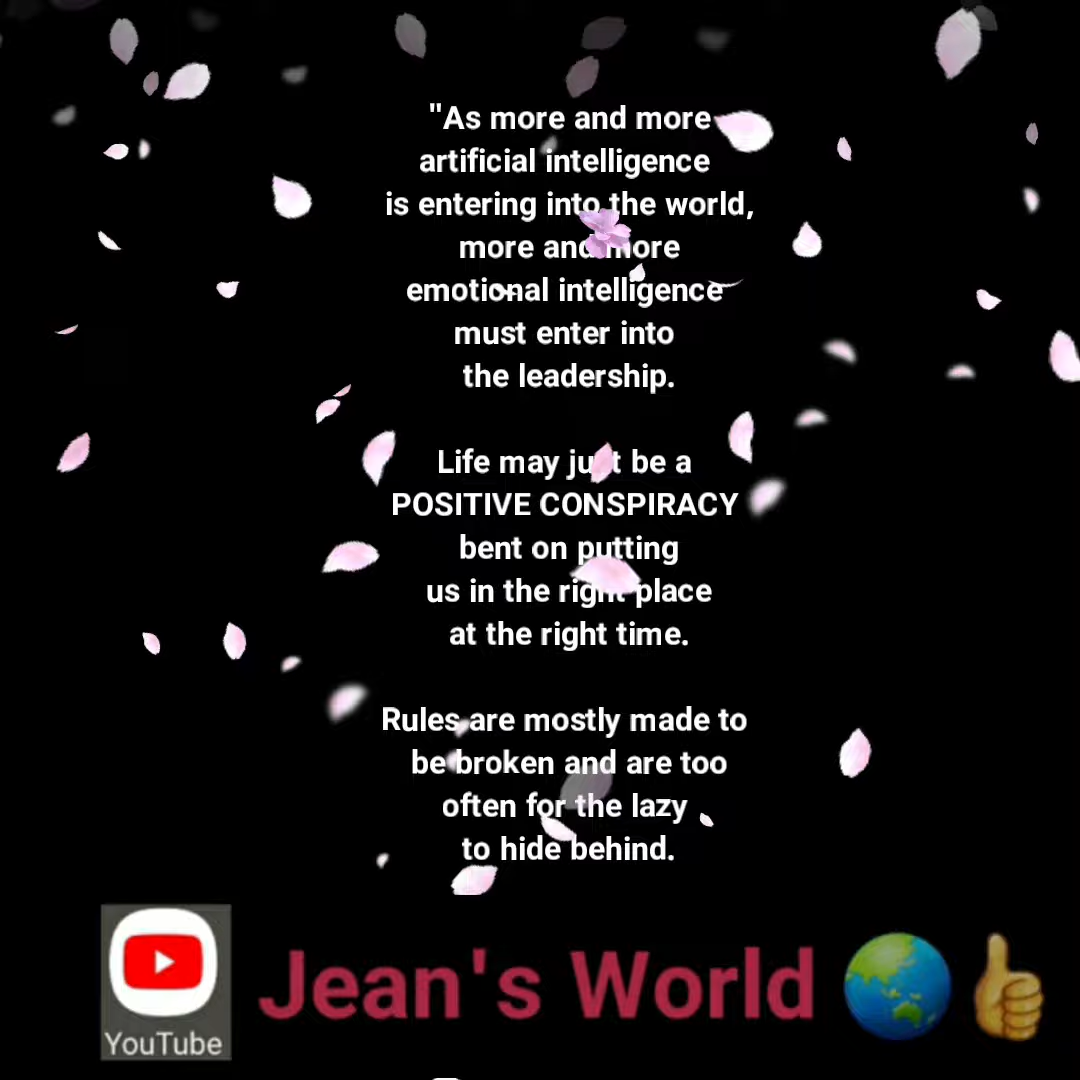 "As more and more
artificial intelligence
is entering into the world,
more and more
emotional intelligence
must enter into
the leadership.
Life may just be a
POSITIVE CONSPIRACY
bent on putting
us in the right place
at the right time.
Rules are mostly made to
be broken and are too
often for the lazy
to hide behind.
YouTube
Jean's World